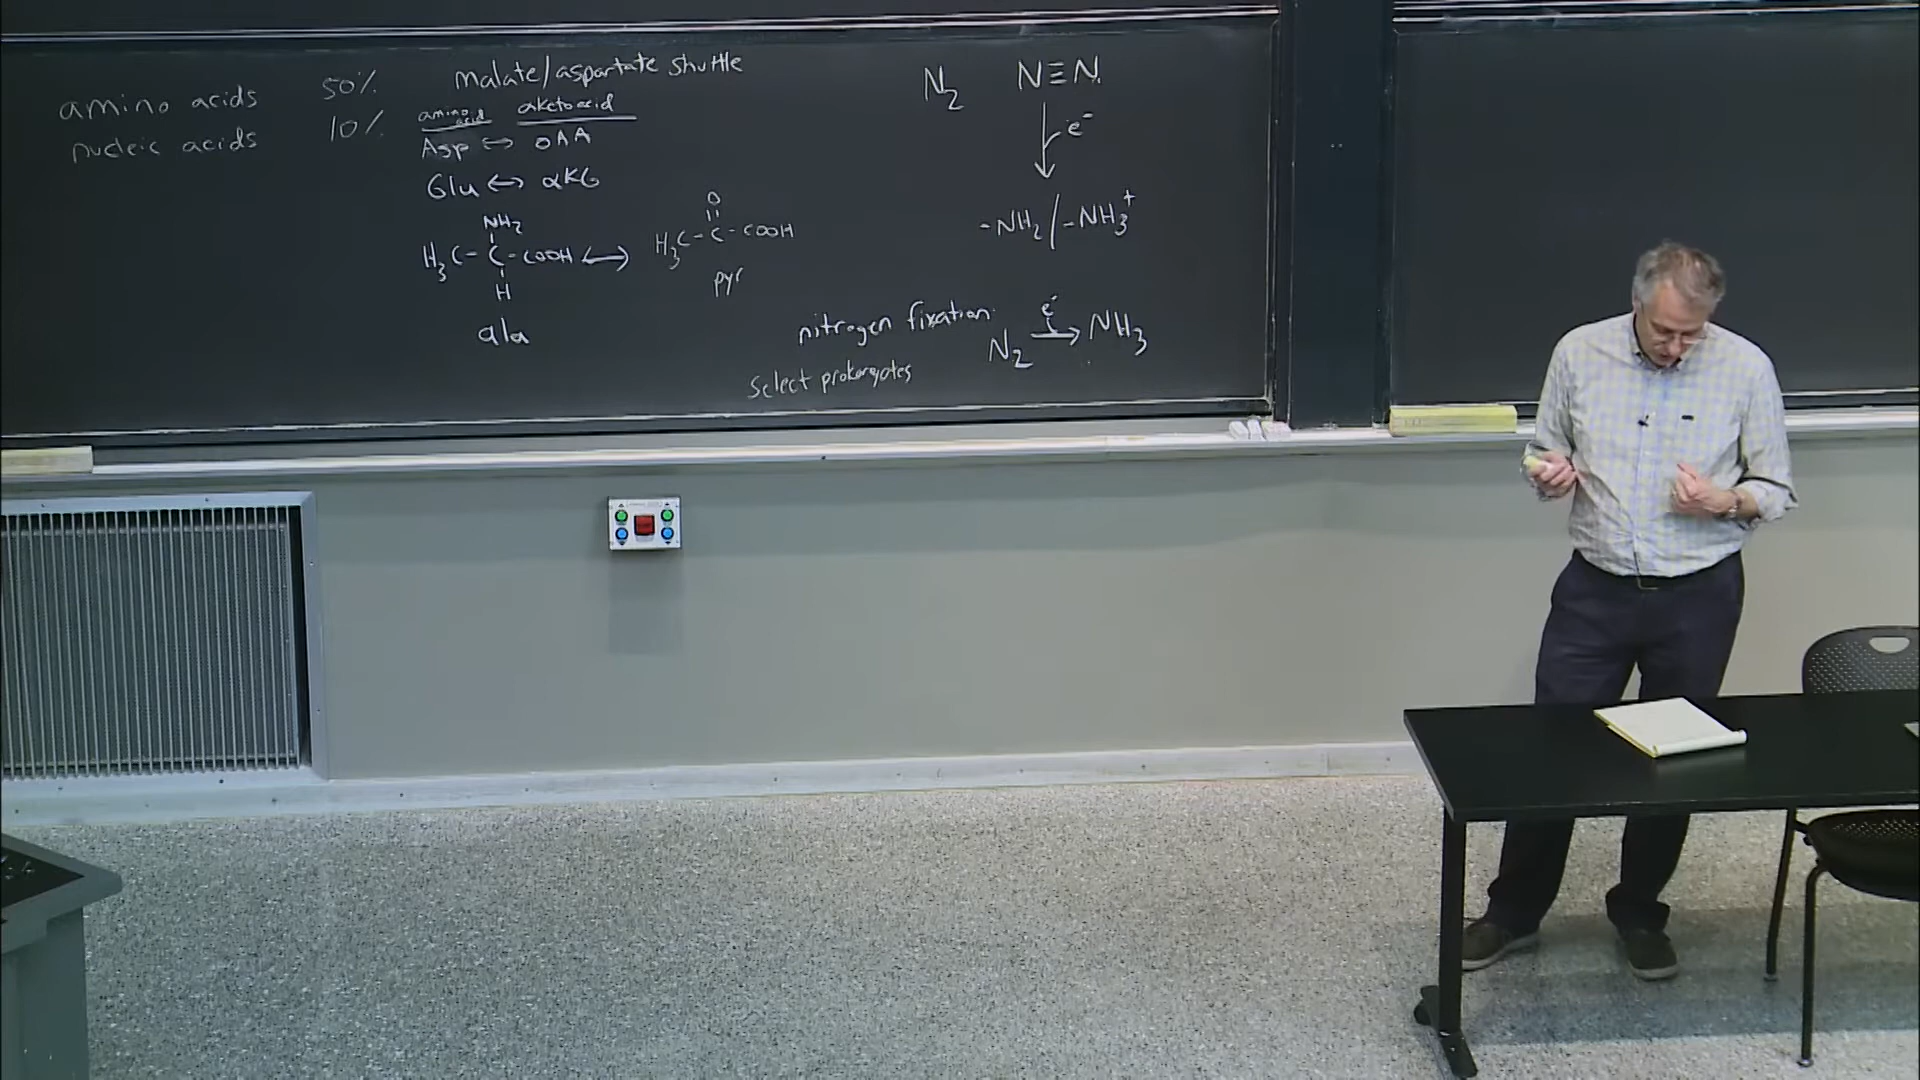 amino acids 50%
nucleic acids 10%
malate/aspartate shuttle
amino acid αketoacid
Asp ↔ OAA
Glu ↔ αKG
NH₂
H₃C-C-COOH ↔
H
ala
O
H₃C-C-COOH
pyr
N₂ N≡N
e⁻
-NH₂/-NH₃⁺
nitrogen fixation
e⁻
N₂ → NH₃
select prokaryotes